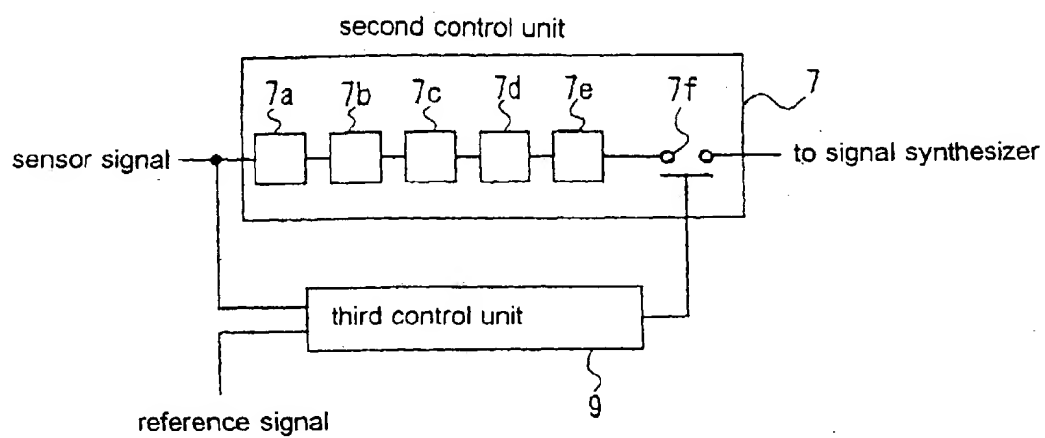 second control unit
7a 7b 7c 7d 7e 7f 7
sensor signal
to signal synthesizer
third control unit
9
reference signal